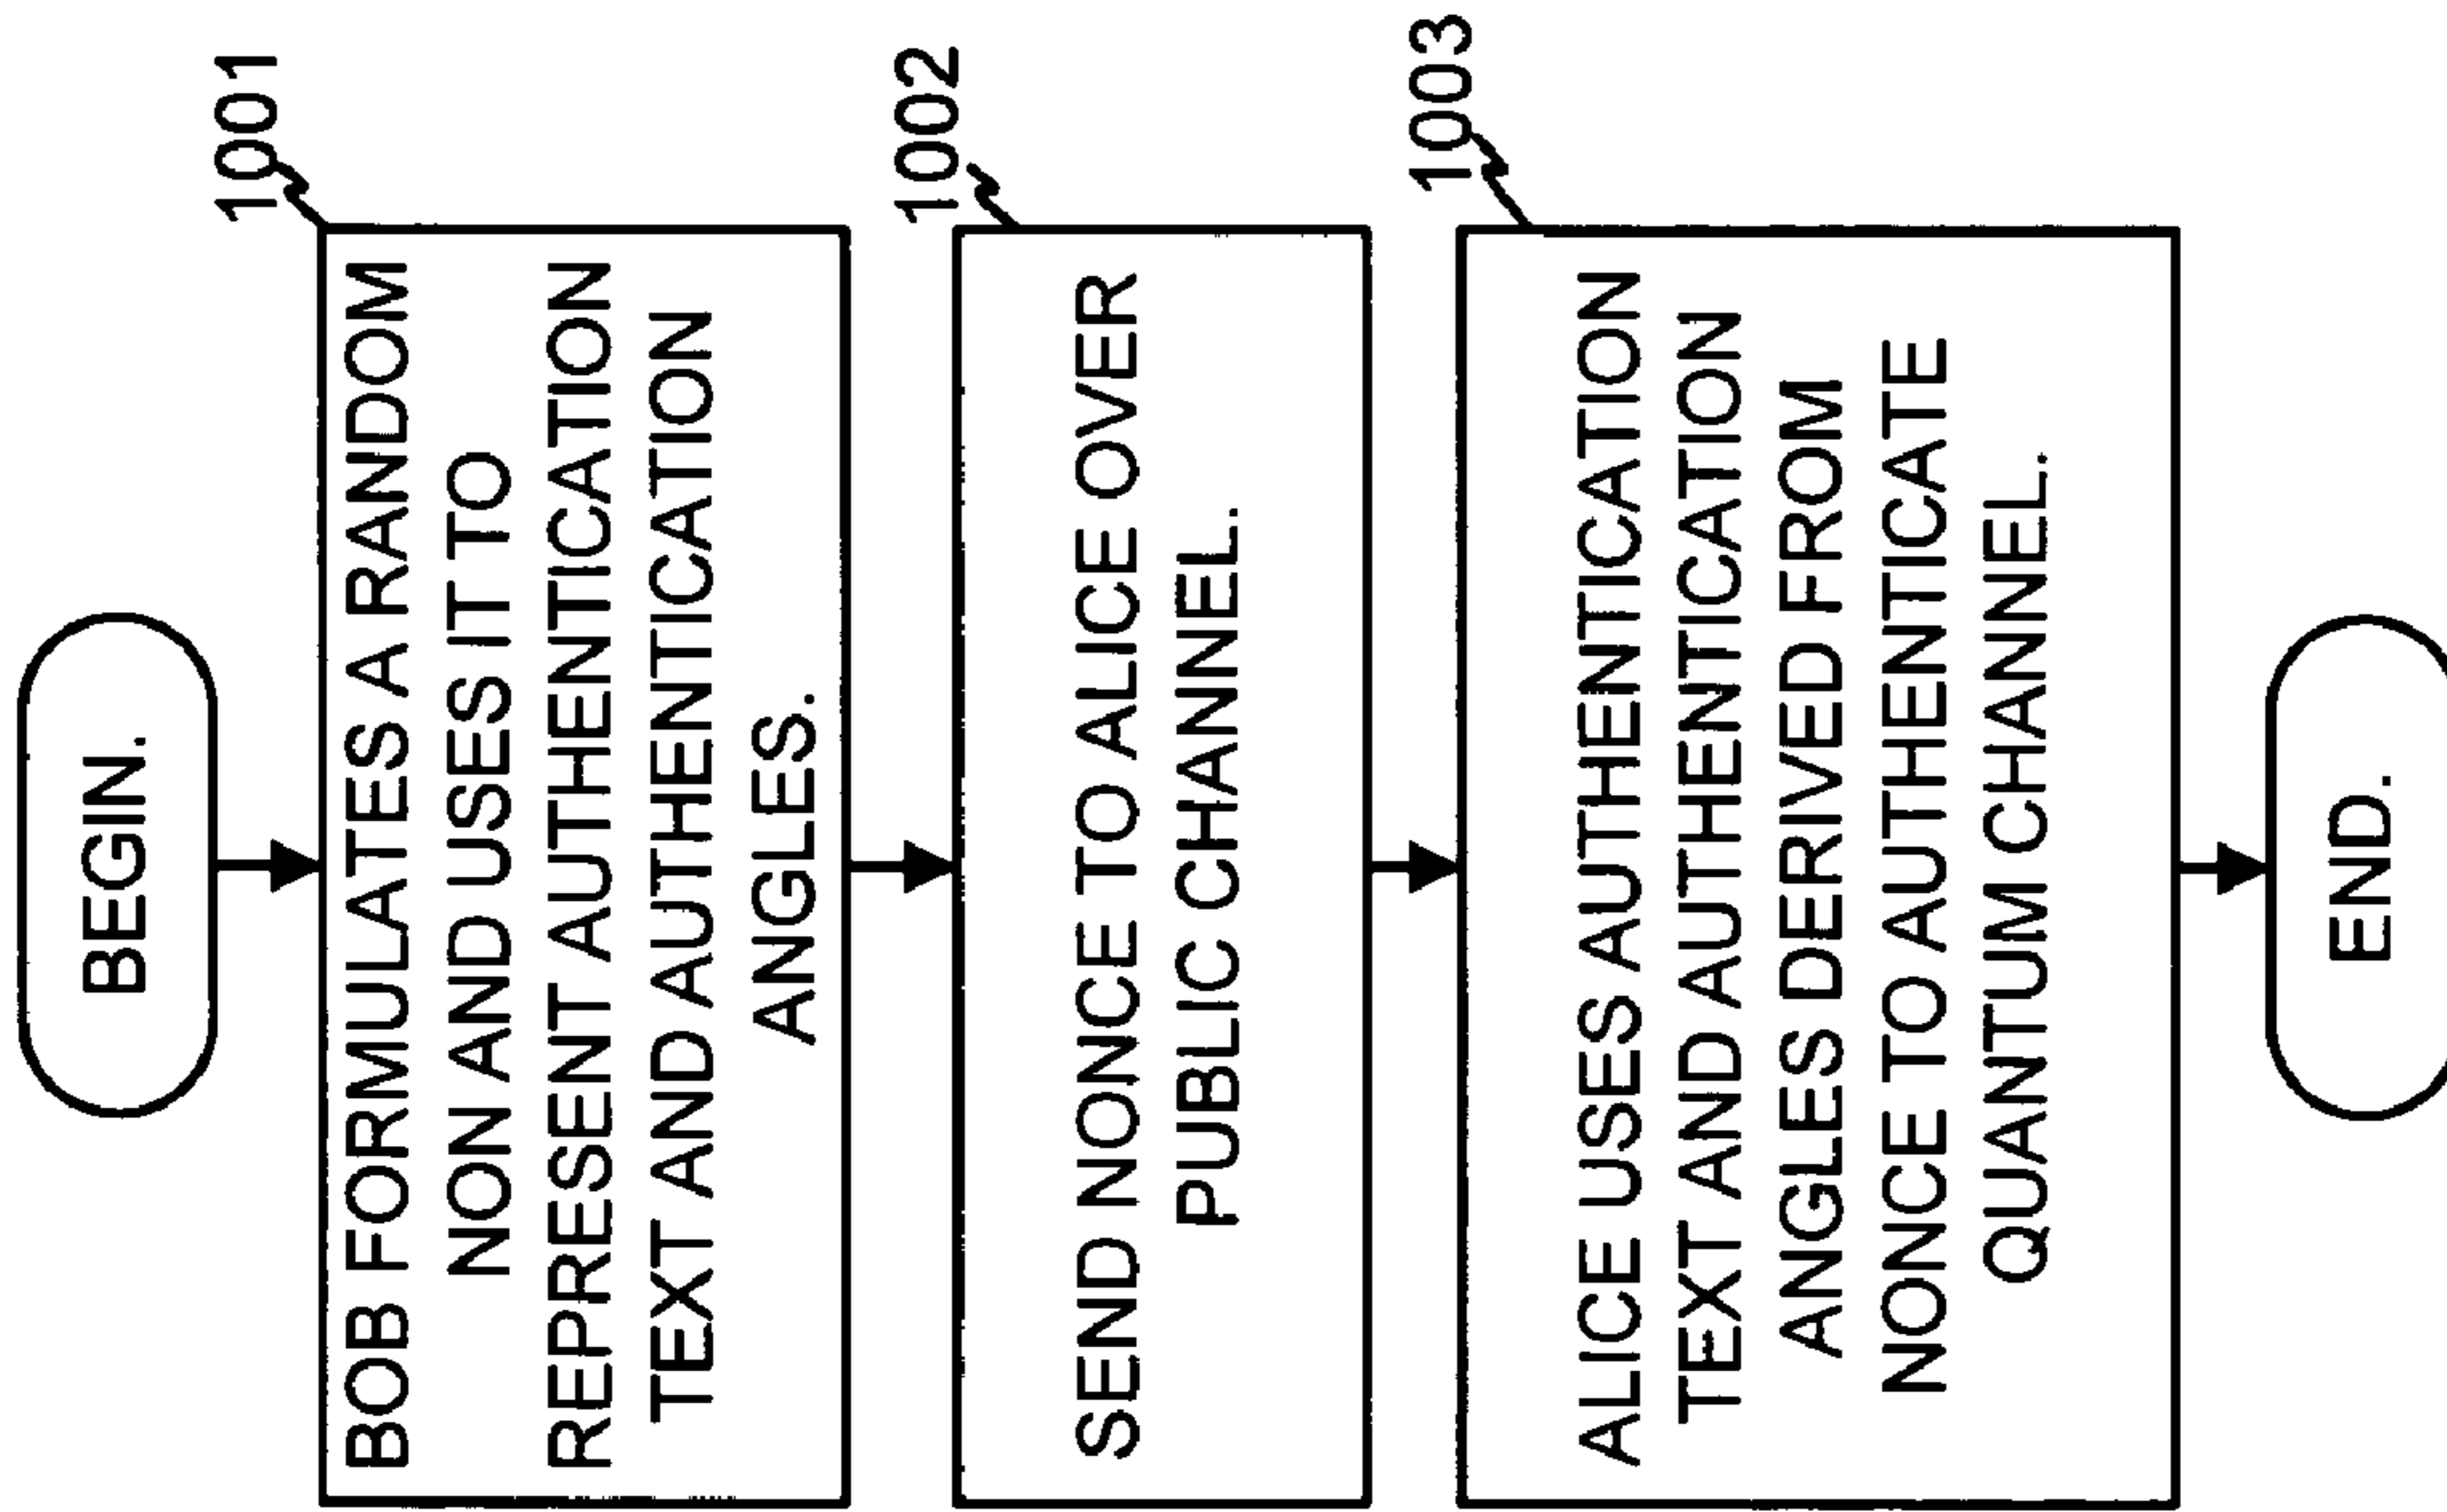 BEGIN.
1001
BOB FORMULATES A RANDOM
NON AND USES IT TO
REPRESENT AUTHENTICATION
TEXT AND AUTHENTICATION
ANGLES.
1002
SEND NONCE TO ALICE OVER
PUBLIC CHANNEL.
1003
ALICE USES AUTHENTICATION
TEXT AND AUTHENTICATION
ANGLES DERIVED FROM
NONCE TO AUTHENTICATE
QUANTUM CHANNEL.
END.